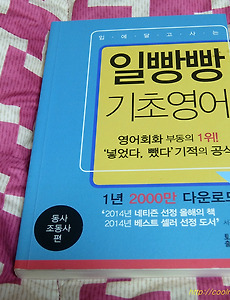 입에달고사는
일빵빵
기초영어
영어회화 부동의 1위!
'넣었다, 뺐다' 기적의 공식
1년 2000만 다운로드
"2014년 네티즌 선정 올해의 책
2014년 베스트 셀러 선정 도서"
동사
조동사
편
http://cool